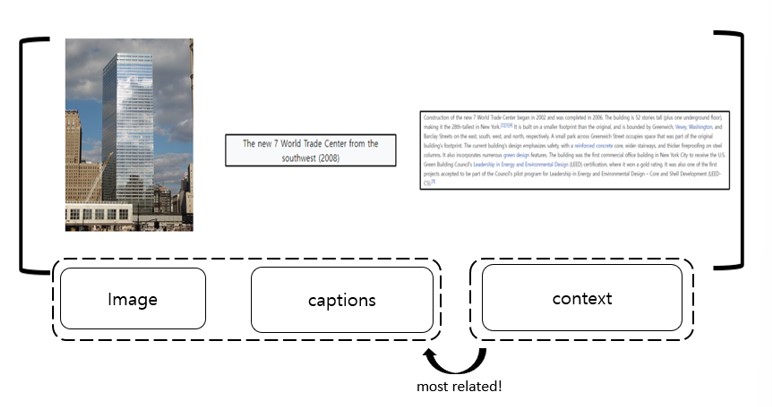 The new 7 World Trade Center from the
southwest (2008)
Construction of the new 7 World Trade Center began in 2002 and was completed in 2006. The building is 52 stories tall (plus one underground floor),
making it the 28th-tallest in New York. It is built on a smaller footprint than the original, and is bounded by Greenwich, Vesey, Washington, and
Barclay Streets on the east, south, west, and north, respectively. A small park across Greenwich Street occupies space that was part of the original
building's footprint. The current building's design emphasizes safety, with a reinforced concrete core, wider stairways, and thicker fireproofing on steel
columns. It also incorporates numerous green design features. The building was the first commercial office building in New York City to receive the U.S.
Green Building Council's Leadership in Energy and Environmental Design (LEED) certification, where it won a gold rating. It was also one of the first
projects accepted to be part of the Council's pilot program for Leadership in Energy and Environmental Design – Core and Shell Development (LEED-
CS).
Image
captions
context
most related!